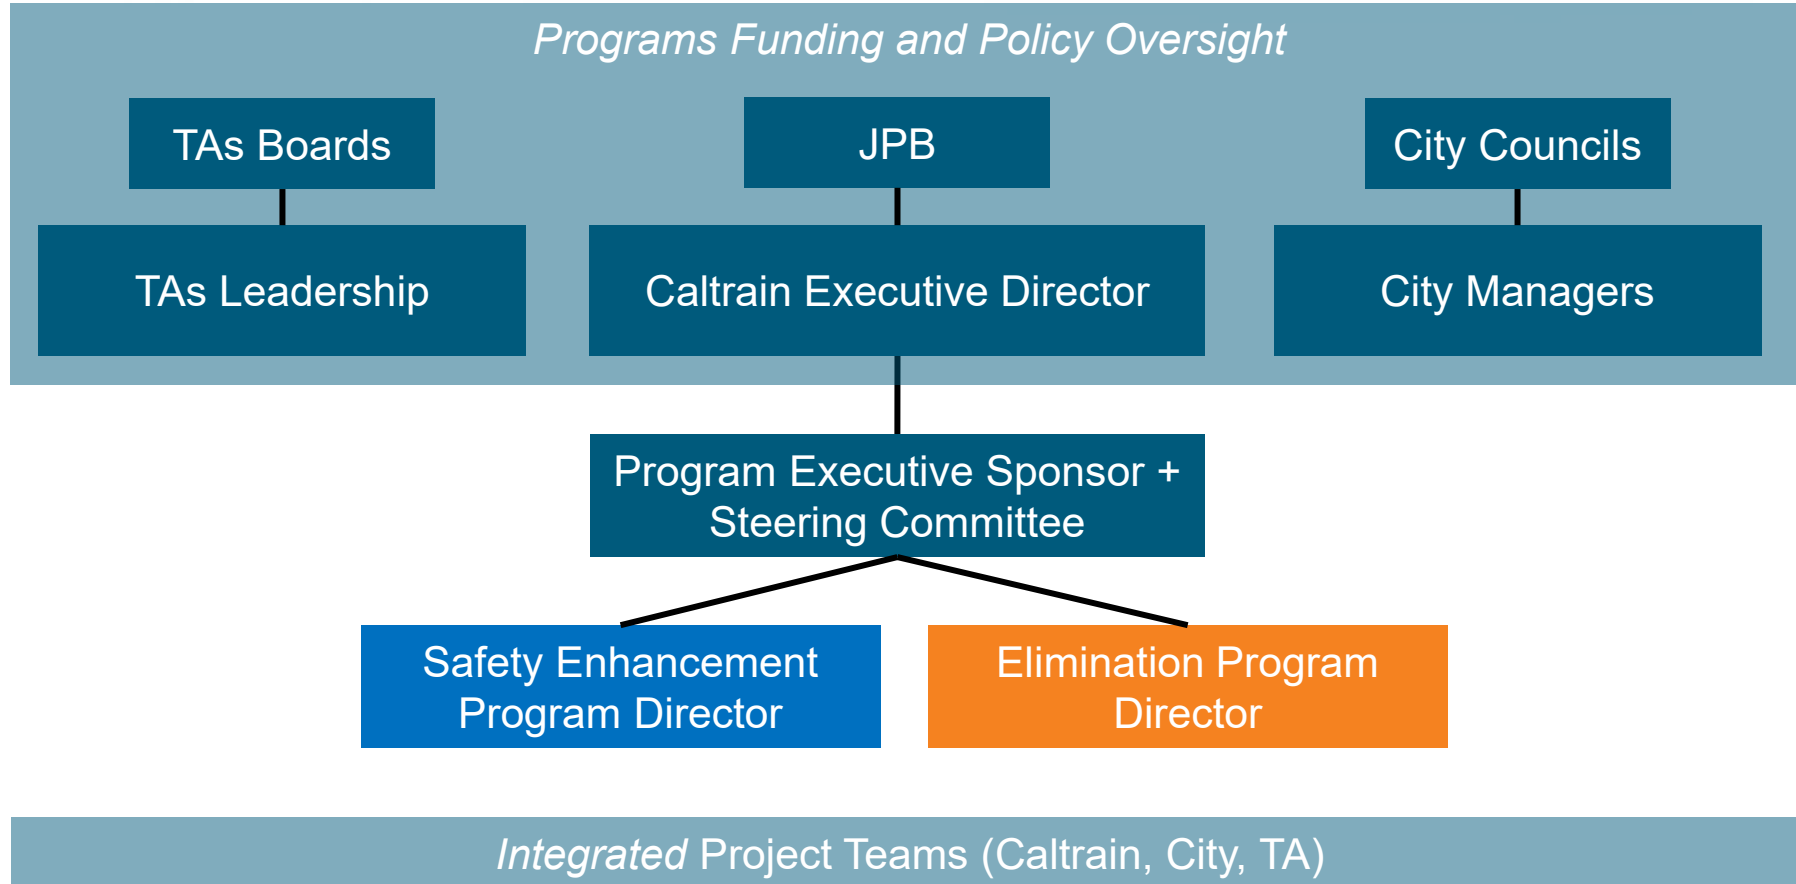 Programs Funding and Policy Oversight
TAs Boards
JPB
City Councils
TAs Leadership
Caltrain Executive Director
City Managers
Program Executive Sponsor +
Steering Committee
Safety Enhancement
Program Director
Elimination Program
Director
Integrated Project Teams (Caltrain, City, TA)